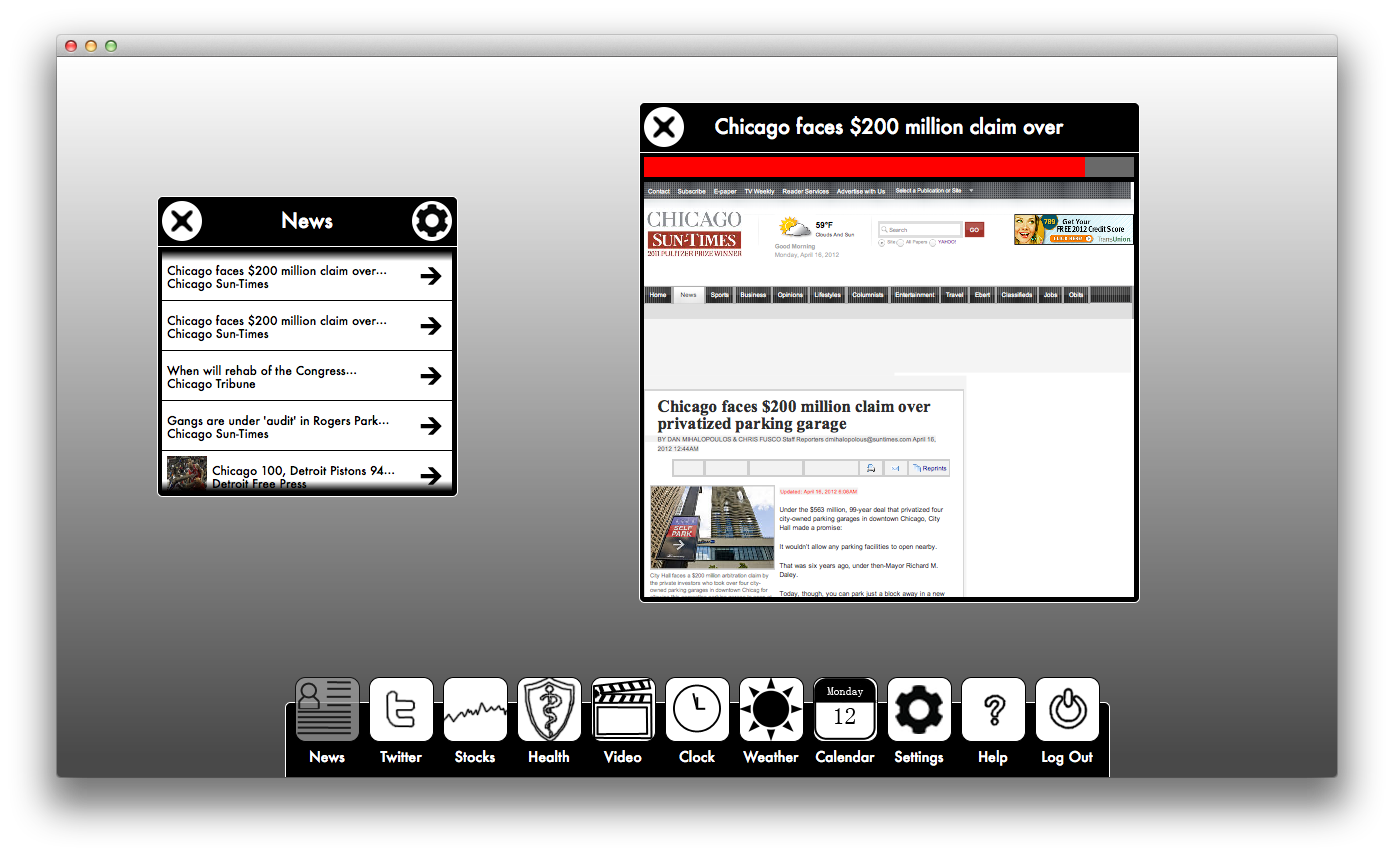 News
Chicago faces $200 million claim over...
Chicago Sun-Times
Chicago faces $200 million claim over...
Chicago Sun-Times
When will rehab of the Congress...
Chicago Tribune
Gangs are under 'audit' in Rogers Park...
Chicago Sun-Times
Chicago 100, Detroit Pistons 94...
Detroit Free Press
Chicago faces $200 million claim over
Contact Subscribe E-paper TV Weekly Reader Services Advertise with Us Select a Publication or Site
CHICAGO
SUN-TIMES
2011 PULITZER PRIZE WINNER
59°F
Clouds And Sun
Good Morning
Monday, April 16, 2012
Search GO
Site All Papers YAHOO!
789 Get Your
FREE 2012 Credit Score
CLICK HERE TransUnion.
Home News Sports Business Opinions Lifestyles Columnists Entertainment Travel Ebert Classifieds Jobs Obits
Chicago faces $200 million claim over
privatized parking garage
BY DAN MIHALOPOULOS & CHRIS FUSCO Staff Reporters dmihalopolous@suntimes.com April 16,
2012 12:44AM
Reprints
SELF
PARK
City Hall faces a $200 million arbitration claim by
the private investors who took over four city-
owned parking garages in downtown Chicag for
Updated: April 16, 2012 6:06AM
Under the $563 million, 99-year deal that privatized four
city-owned parking garages in downtown Chicago, City
Hall made a promise:
It wouldn't allow any parking facilities to open nearby.
That was six years ago, under then-Mayor Richard M.
Daley.
Today, though, you can park just a block away in a new
Monday
12
News Twitter Stocks Health Video Clock Weather Calendar Settings Help Log Out